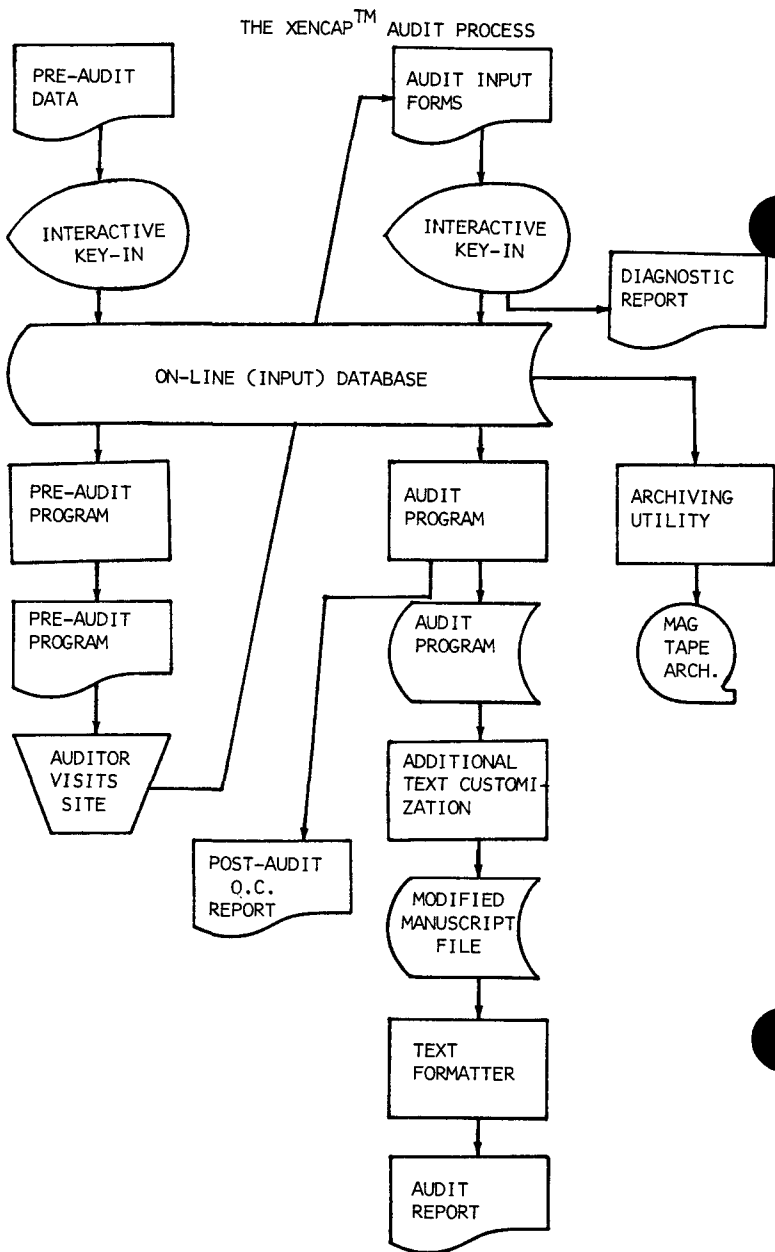 THE XENCAP™ AUDIT PROCESS
PRE-AUDIT
DATA
AUDIT INPUT
FORMS
INTERACTIVE
KEY-IN
INTERACTIVE
KEY-IN
DIAGNOSTIC
REPORT
ON-LINE (INPUT) DATABASE
PRE-AUDIT
PROGRAM
AUDIT
PROGRAM
ARCHIVING
UTILITY
PRE-AUDIT
PROGRAM
AUDIT
PROGRAM
MAG
TAPE
ARCH.
AUDITOR
VISITS
SITE
ADDITIONAL
TEXT CUSTOMI-
ZATION
POST-AUDIT
Q.C.
REPORT
MODIFIED
MANUSCRIPT
FILE
TEXT
FORMATTER
AUDIT
REPORT